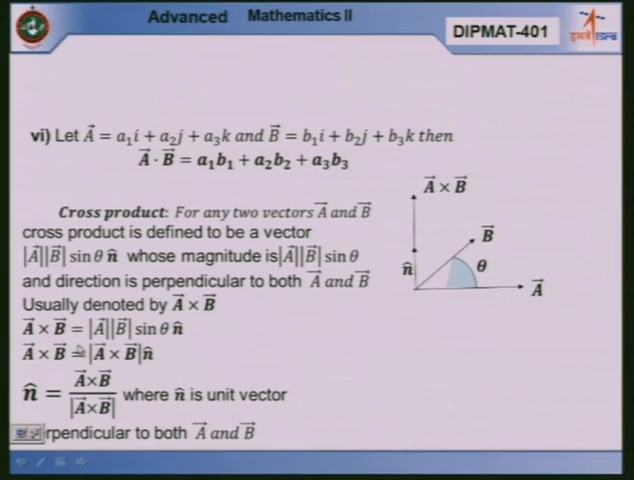 Advanced Mathematics II
DIPMAT-401
vi) Let A⃗ = a₁i + a₂j + a₃k and B⃗ = b₁i + b₂j + b₃k then
A⃗ · B⃗ = a₁b₁ + a₂b₂ + a₃b₃
Cross product: For any two vectors A⃗ and B⃗
cross product is defined to be a vector
|A⃗||B⃗| sin θ n̂ whose magnitude is|A⃗||B⃗| sin θ
and direction is perpendicular to both A⃗ and B⃗
Usually denoted by A⃗ × B⃗
A⃗ × B⃗ = |A⃗||B⃗| sin θ n̂
A⃗ × B⃗ = |A⃗ × B⃗|n̂
n̂ = A⃗×B⃗ / |A⃗×B⃗| where n̂ is unit vector
rpendicular to both A⃗ and B⃗
A⃗ × B⃗
B⃗
n̂
θ
A⃗